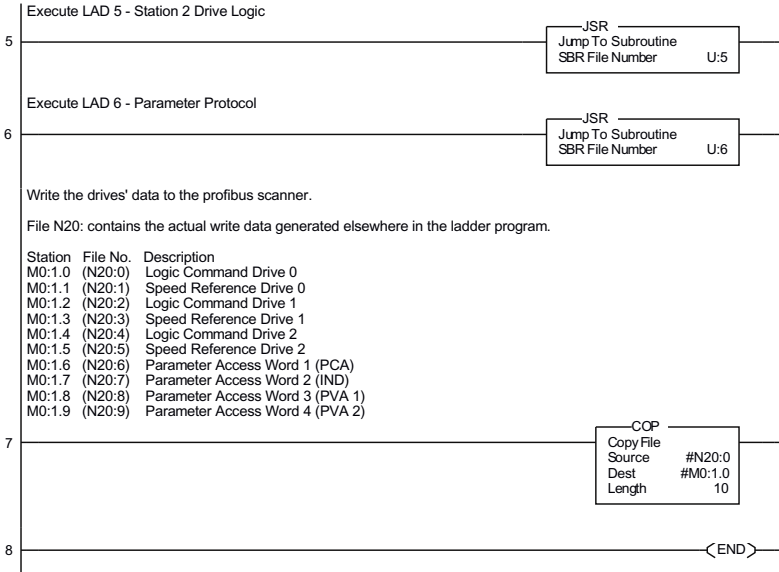 Execute LAD 5 - Station 2 Drive Logic
5
JSR
Jump To Subroutine
SBR File Number U:5
Execute LAD 6 - Parameter Protocol
6
JSR
Jump To Subroutine
SBR File Number U:6
Write the drives' data to the profibus scanner.
File N20: contains the actual write data generated elsewhere in the ladder program.
Station File No. Description
M0:1.0 (N20:0) Logic Command Drive 0
M0:1.1 (N20:1) Speed Reference Drive 0
M0:1.2 (N20:2) Logic Command Drive 1
M0:1.3 (N20:3) Speed Reference Drive 1
M0:1.4 (N20:4) Logic Command Drive 2
M0:1.5 (N20:5) Speed Reference Drive 2
M0:1.6 (N20:6) Parameter Access Word 1 (PCA)
M0:1.7 (N20:7) Parameter Access Word 2 (IND)
M0:1.8 (N20:8) Parameter Access Word 3 (PVA 1)
M0:1.9 (N20:9) Parameter Access Word 4 (PVA 2)
7
COP
Copy File
Source #N20:0
Dest #M0:1.0
Length 10
8
END